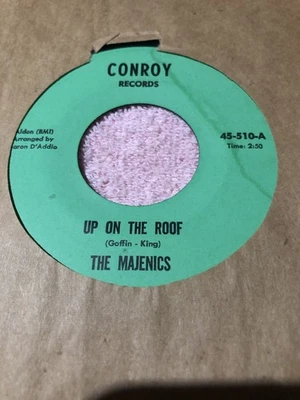 CONROY
RECORDS
Aldon (BMI)
Arranged by
aron D'Addio
45-510-A
Time: 2:50
UP ON THE ROOF
(Goffin - King)
THE MAJENICS